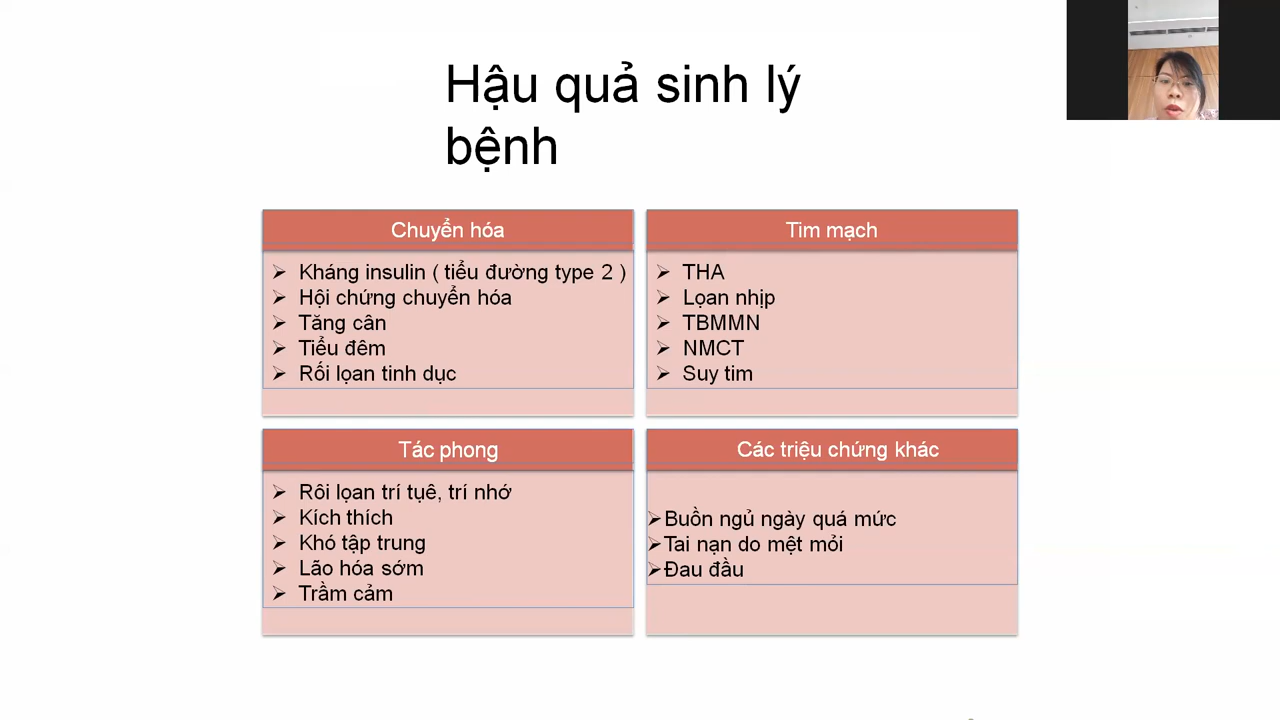 Hậu quả sinh lý
bệnh
Chuyển hóa
➢ Kháng insulin ( tiểu đường type 2 )
➢ Hội chứng chuyển hóa
➢ Tăng cân
➢ Tiểu đêm
➢ Rối lọan tinh dục
Tim mạch
➢ THA
➢ Lọan nhịp
➢ TBMMN
➢ NMCT
➢ Suy tim
Tác phong
➢ Rôi lọan trí tụê, trí nhớ
➢ Kích thích
➢ Khó tập trung
➢ Lão hóa sớm
➢ Trầm cảm
Các triệu chứng khác
➢Buồn ngủ ngày quá mức
➢Tai nạn do mệt mỏi
➢Đau đầu